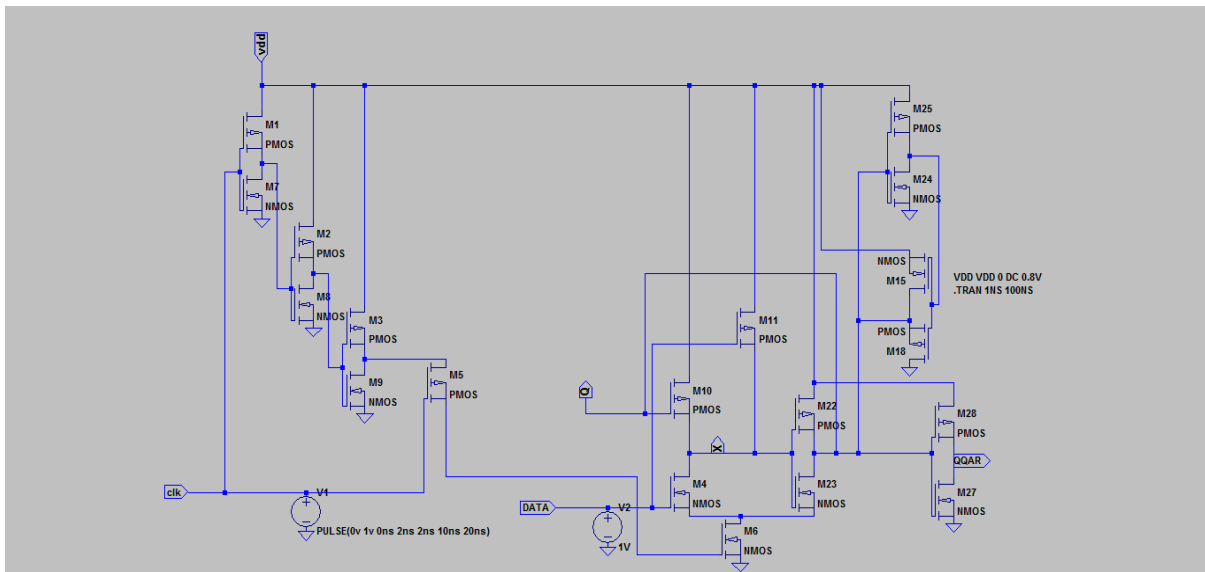 vdd
M1
PMOS
M7
NMOS
M2
PMOS
M8
NMOS
M3
PMOS
M9
NMOS
M5
PMOS
clk
V1
PULSE(0v 1v 0ns 2ns 2ns 10ns 20ns)
Q
DATA
V2
1V
M10
PMOS
X
M4
NMOS
M11
PMOS
M6
NMOS
M22
PMOS
M23
NMOS
M25
PMOS
M24
NMOS
NMOS
M15
PMOS
M18
VDD VDD 0 DC 0.8V
.TRAN 1NS 100NS
M28
PMOS
QQAR
M27
NMOS